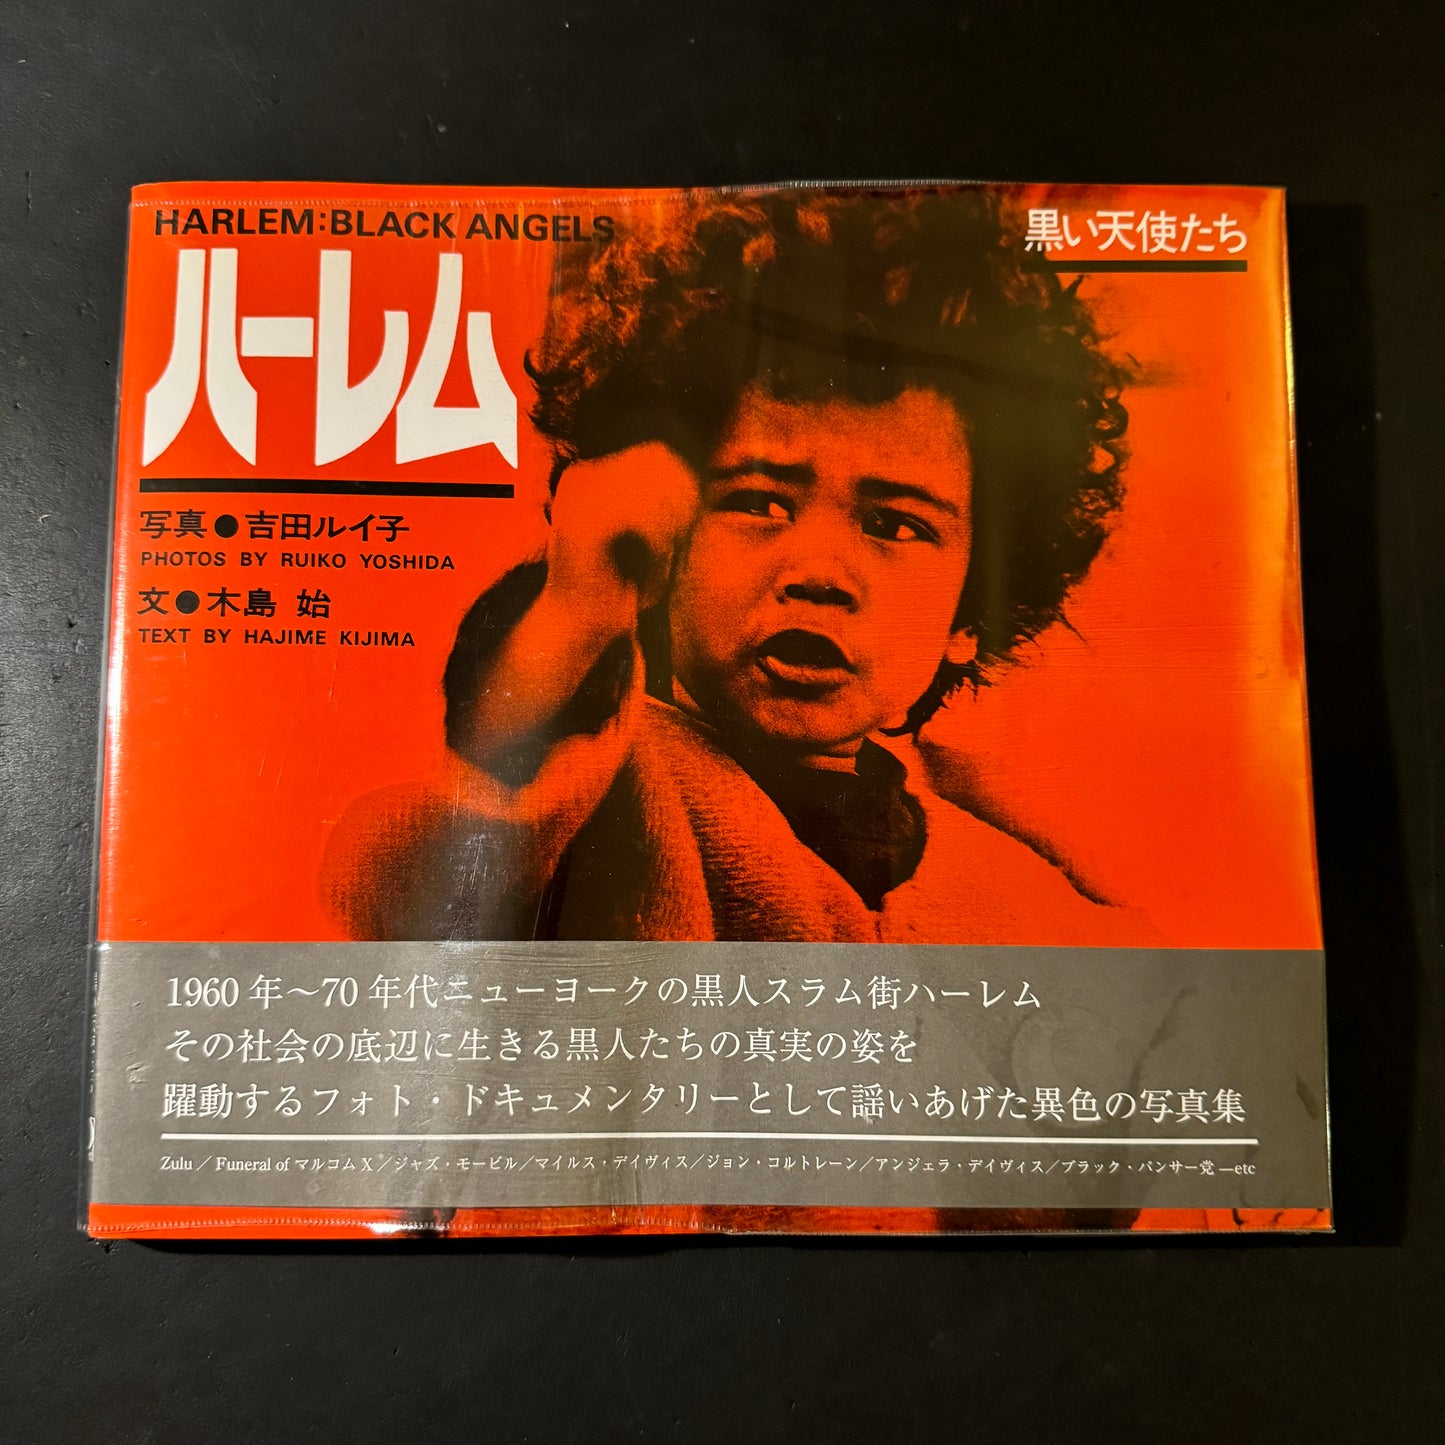 HARLEM:BLACK ANGELS
黒い天使たち
ハーレム
写真●吉田ルイ子
PHOTOS BY RUIKO YOSHIDA
文●木島 始
TEXT BY HAJIME KIJIMA
1960年〜70年代ニューヨークの黒人スラム街ハーレム
その社会の底辺に生きる黒人たちの真実の姿を
躍動するフォト・ドキュメンタリーとして謡いあげた異色の写真集
Zulu／Funeral of マルコム X／ジャズ・モービル／マイルス・デイヴィス／ジョン・コルトレーン／アンジェラ・デイヴィス／ブラック・パンサー党 —etc